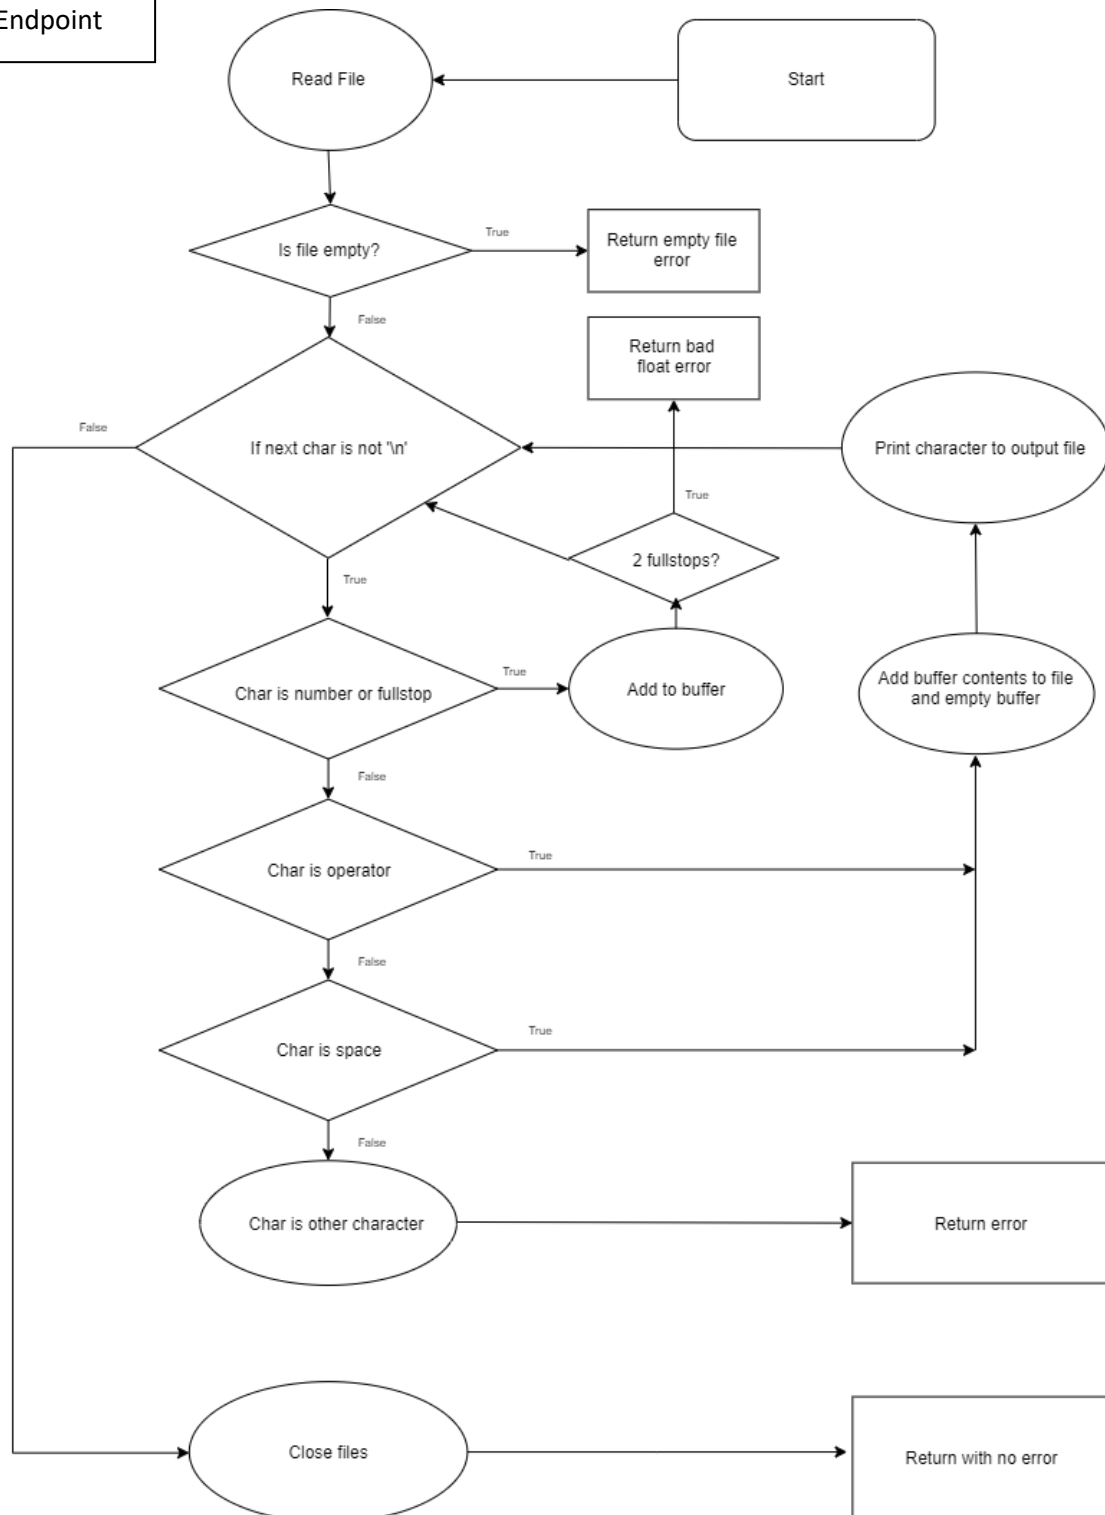 Endpoint
Read File
Start
Is file empty?
True
Return empty file
error
False
Return bad
float error
False
If next char is not '\n'
Print character to output file
True
2 fullstops?
True
Char is number or fullstop
True
Add to buffer
Add buffer contents to file
and empty buffer
False
Char is operator
True
False
Char is space
True
False
Char is other character
Return error
Close files
Return with no error